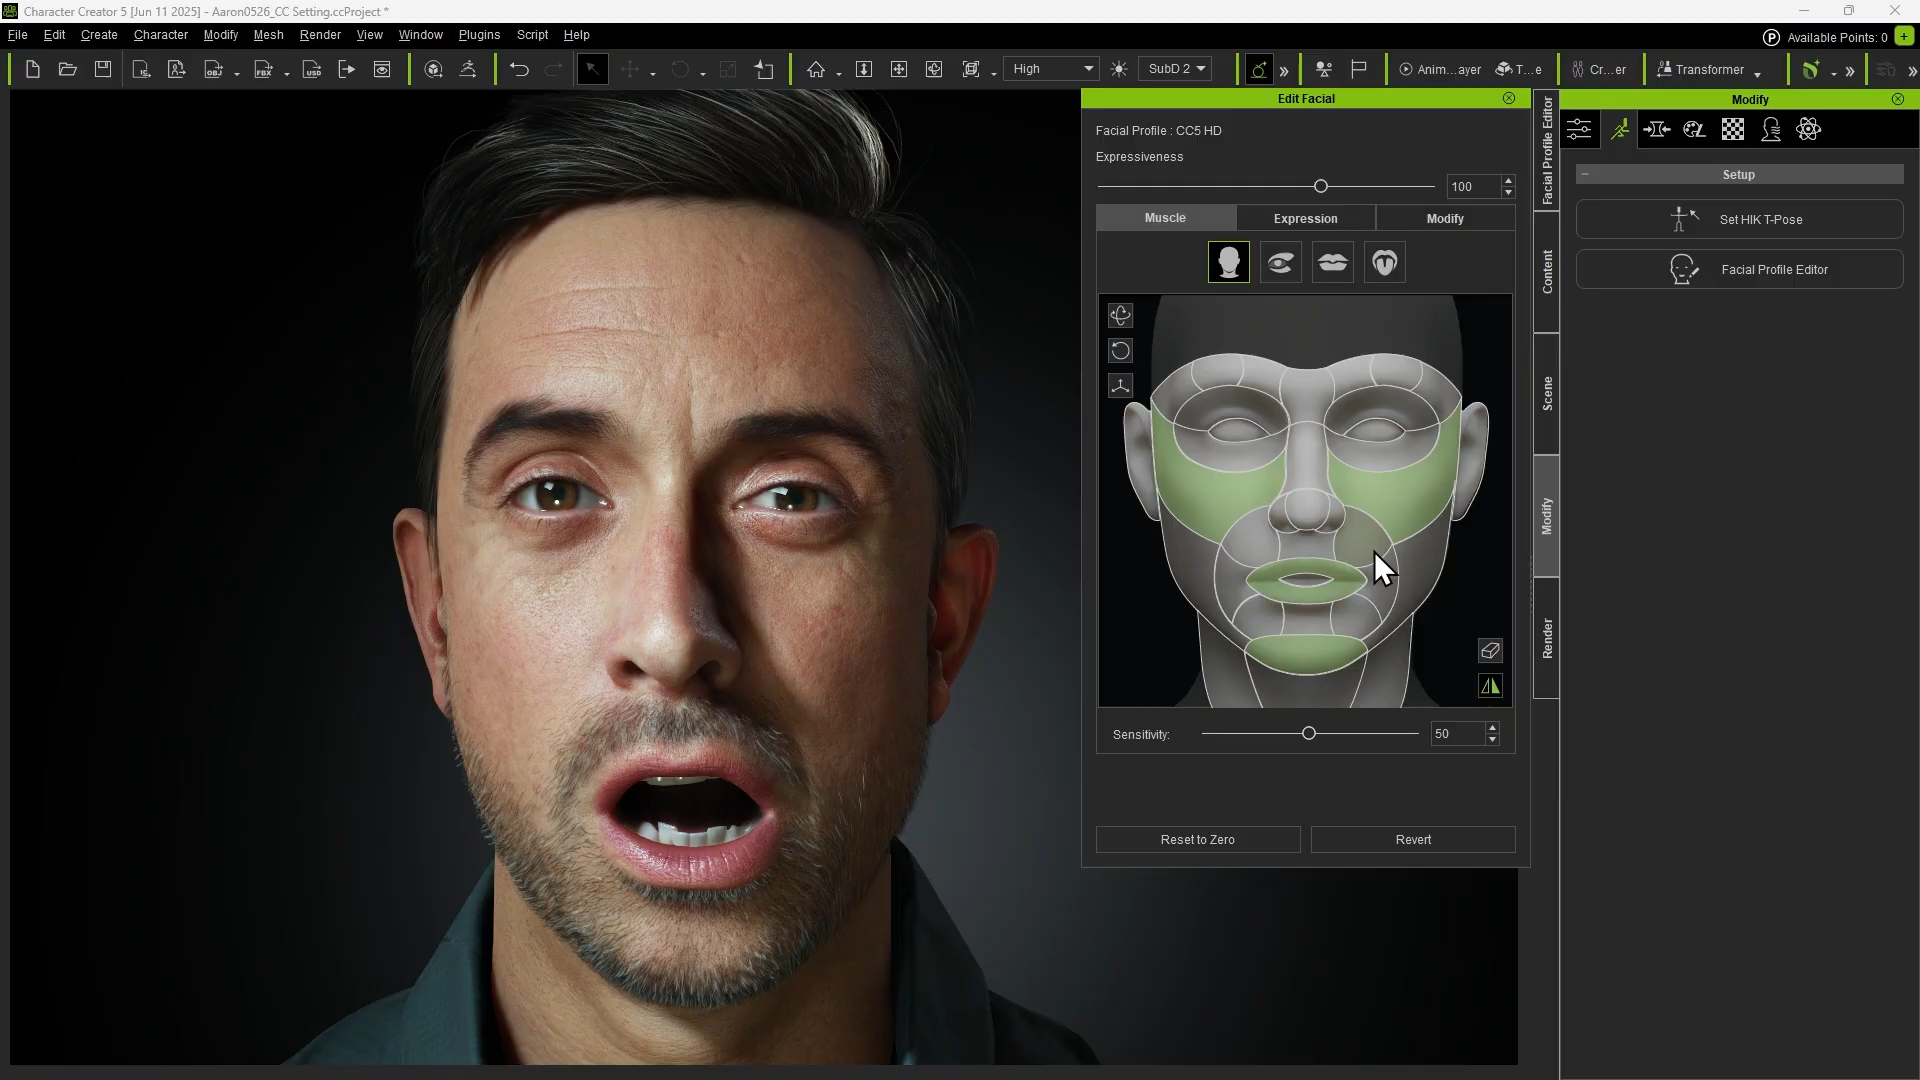 Character Creator 5 [Jun 11 2025] - Aaron0526_CC Setting.ccProject *
File Edit Create Character Modify Mesh Render View Window Plugins Script Help
Available Points: 0
High
SubD 2
Anim...ayer
T...e
Cr...er
Transformer
Edit Facial
Facial Profile : CC5 HD
Expressiveness
100
Muscle Expression Modify
Sensitivity: 50
Reset to Zero Revert
Facial Profile Editor
Content
Scene
Modify
Render
Modify
Setup
Set HIK T-Pose
Facial Profile Editor